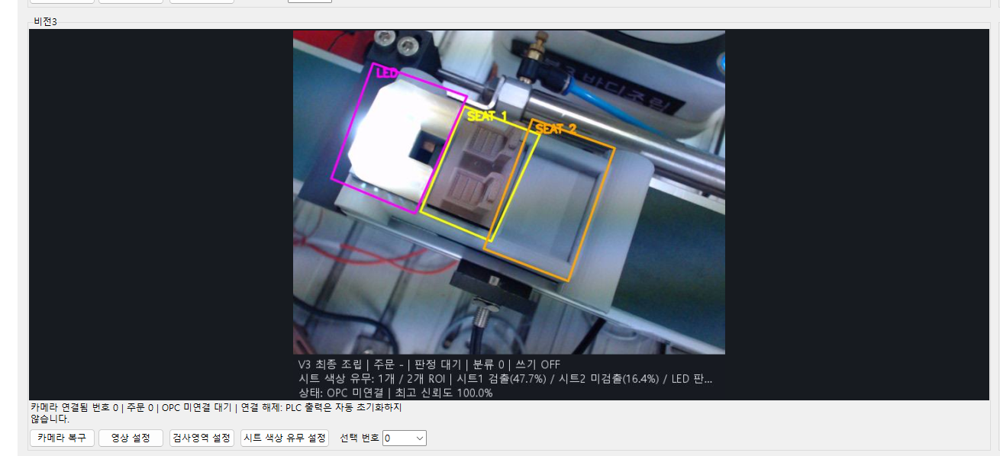 비전3
LED
SEAT 1
SEAT 2
3 바디조립
V3 최종 조립 | 주문 - | 판정 대기 | 분류 0 | 쓰기 OFF
시트 색상 유무: 1개 / 2개 ROI | 시트1 검출(47.7%) / 시트2 미검출(16.4%) / LED 판...
상태: OPC 미연결 | 최고 신뢰도 100.0%
카메라 연결됨 번호 0 | 주문 0 | OPC 미연결 대기 | 연결 해제: PLC 출력은 자동 초기화하지
않습니다.
카메라 복구 영상 설정 검사영역 설정 시트 색상 유무 설정 선택 번호 0